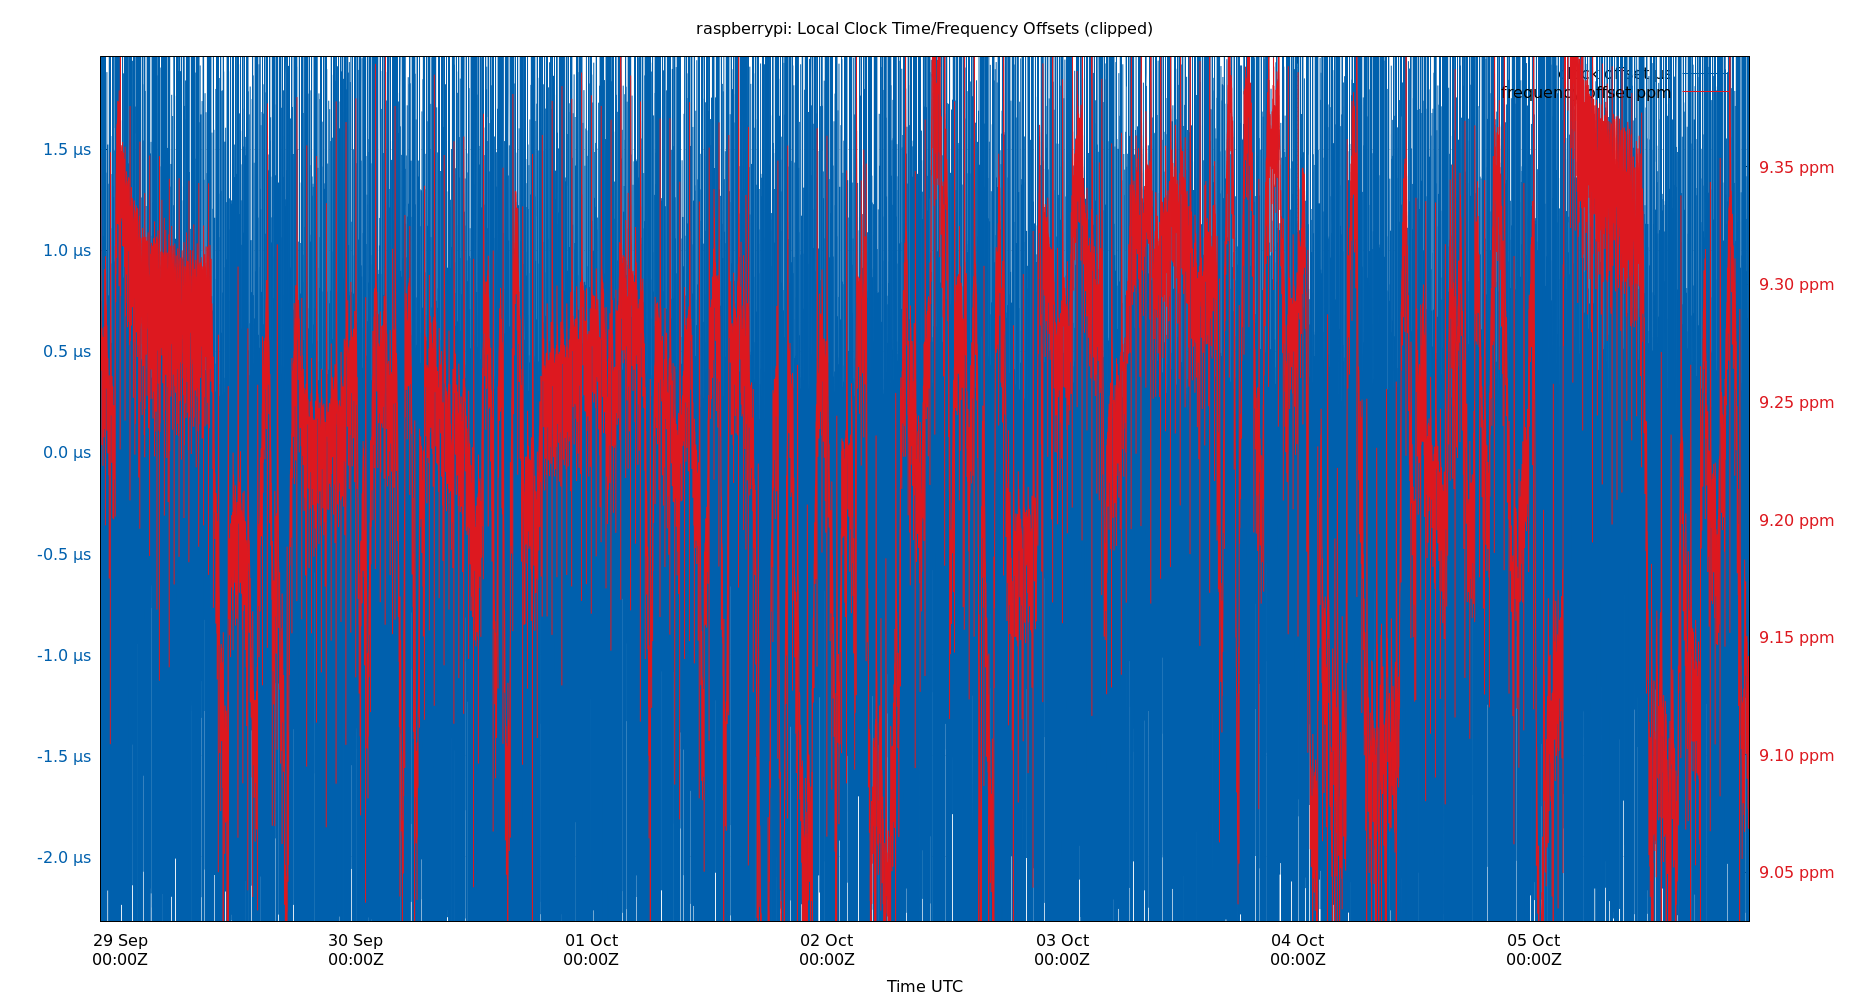 raspberrypi: Local Clock Time/Frequency Offsets (clipped)
clock offset µs
frequency offset ppm
1.5 µs
1.0 µs
0.5 µs
0.0 µs
-0.5 µs
-1.0 µs
-1.5 µs
-2.0 µs
9.35 ppm
9.30 ppm
9.25 ppm
9.20 ppm
9.15 ppm
9.10 ppm
9.05 ppm
29 Sep 30 Sep 01 Oct 02 Oct 03 Oct 04 Oct 05 Oct
00:00Z 00:00Z 00:00Z 00:00Z 00:00Z 00:00Z 00:00Z
Time UTC